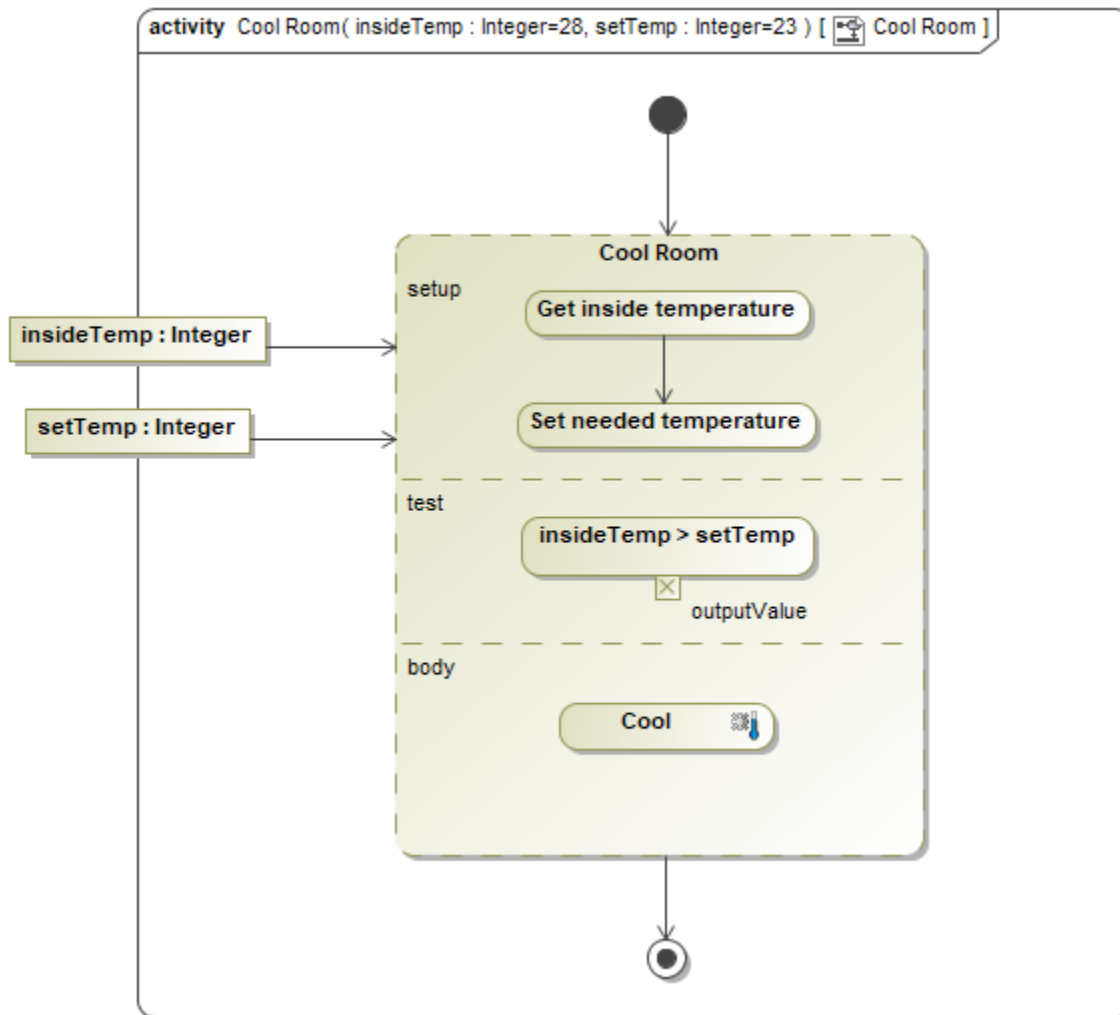 activity Cool Room( insideTemp : Integer=28, setTemp : Integer=23 ) [ Cool Room ]
Cool Room
setup
Get inside temperature
insideTemp : Integer
setTemp : Integer
Set needed temperature
test
insideTemp > setTemp
outputValue
body
Cool